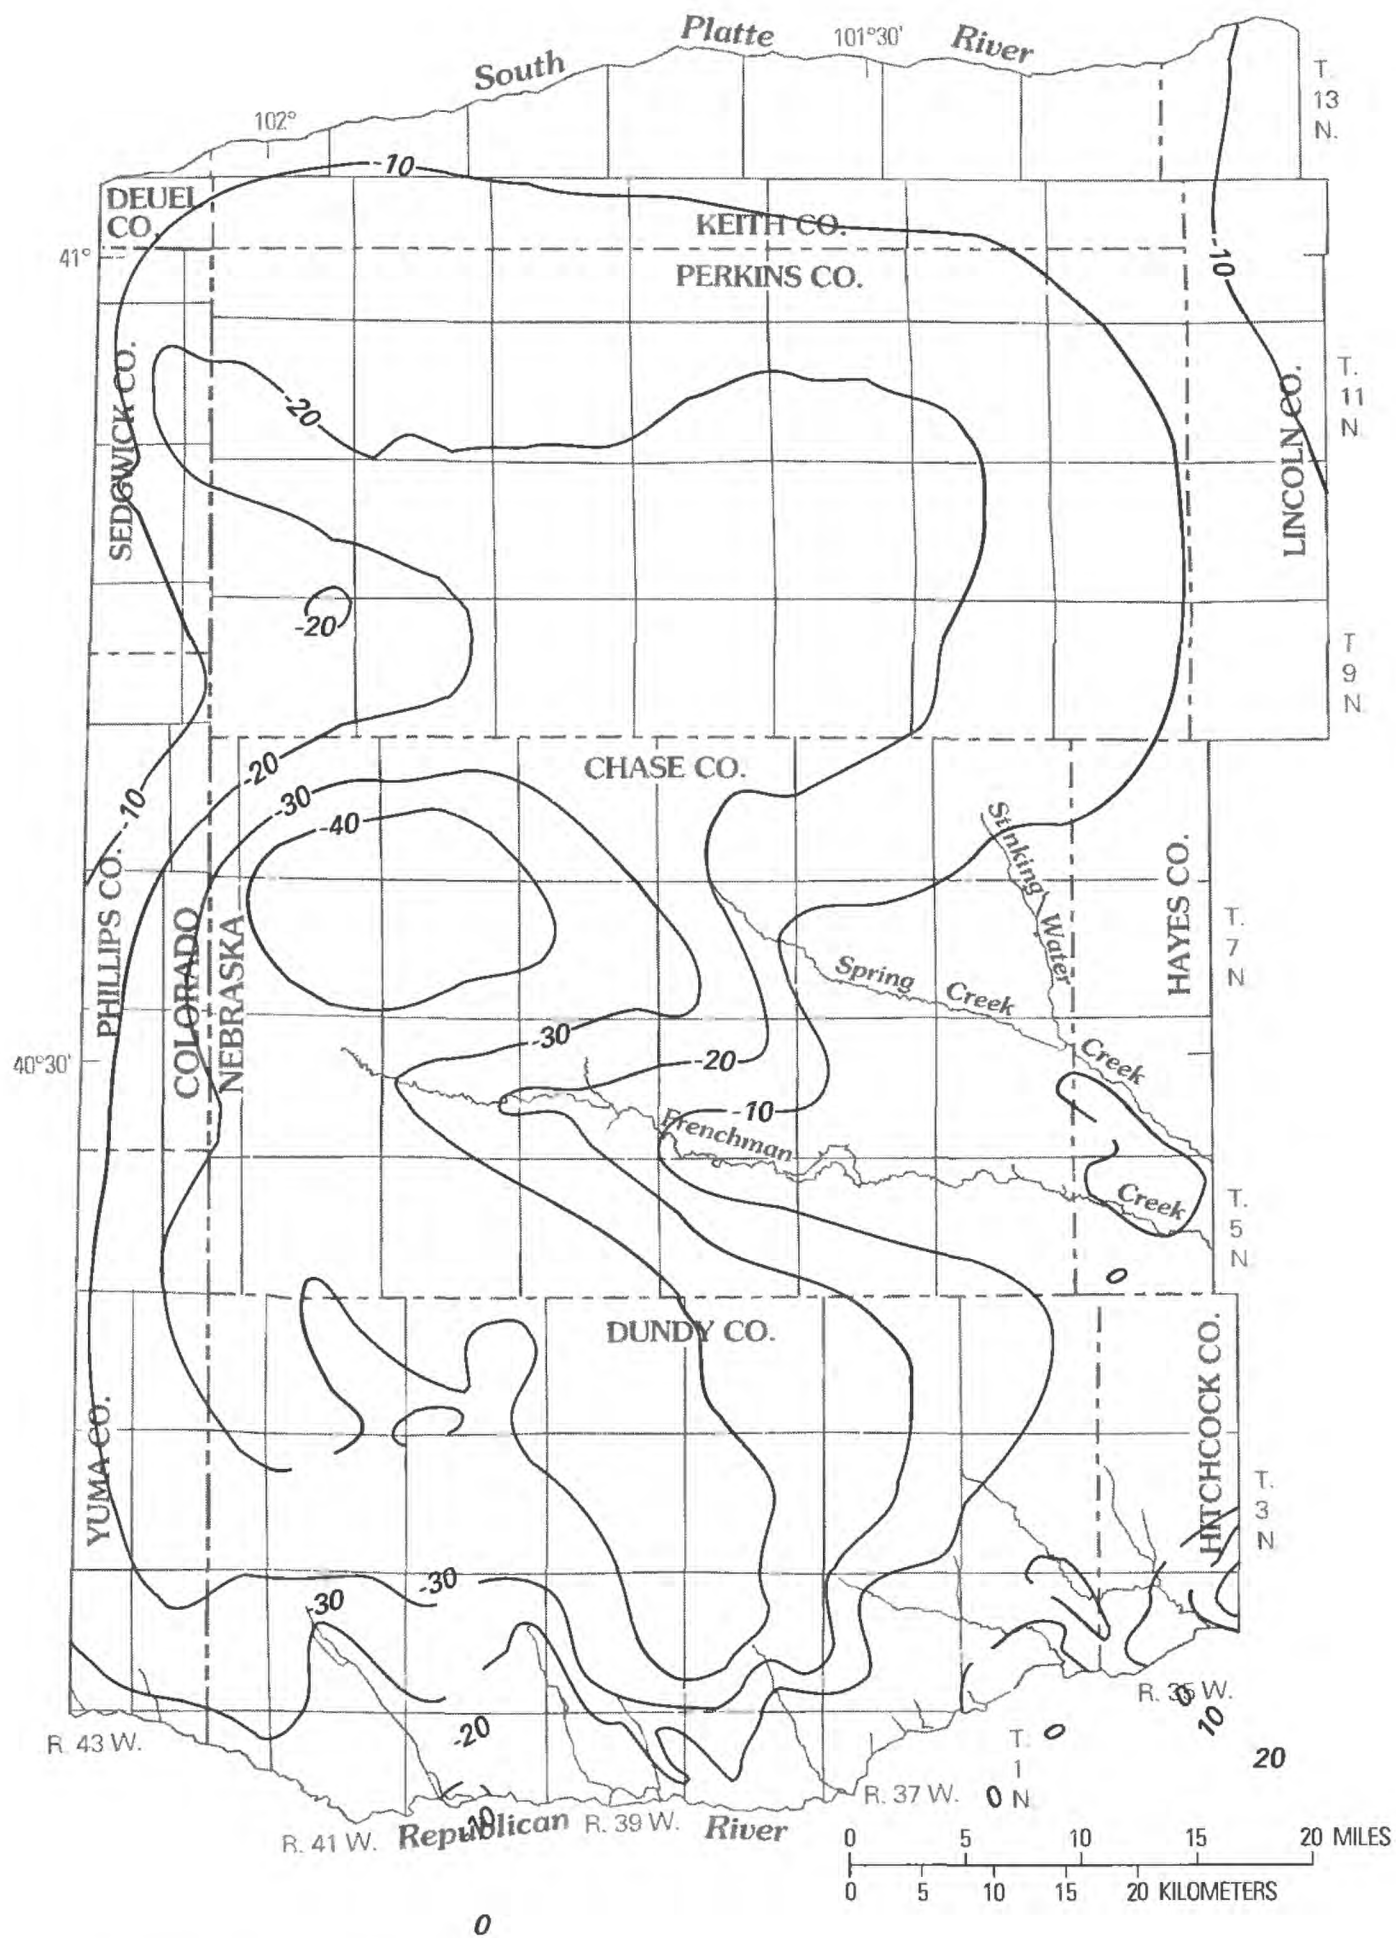 South Platte River
101°30'
102°
T.
13
N.
-10
DEUEL
CO.
KEITH CO.
41°
PERKINS CO.
-10
SEDGWICK CO.
-20
LINCOLN CO.
T.
11
N.
-20
T
9
N.
CHASE CO.
-20
-30
-10
-40
Stinking Water Creek
PHILLIPS CO.
COLORADO
NEBRASKA
HAYES CO.
T.
7
N.
Spring Creek
-30
-20
40°30'
-10
Frenchman Creek
T.
5
N.
0
DUNDY CO.
YUMA CO.
HITCHCOCK CO.
T.
3
N.
-30
-30
R. 35 W.
0
10
R. 43 W.
-20
0
20
T.
1
N.
R. 37 W.
0
-10
R. 41 W.
Republican River
R. 39 W.
0 5 10 15 20 MILES
0 5 10 15 20 KILOMETERS
0